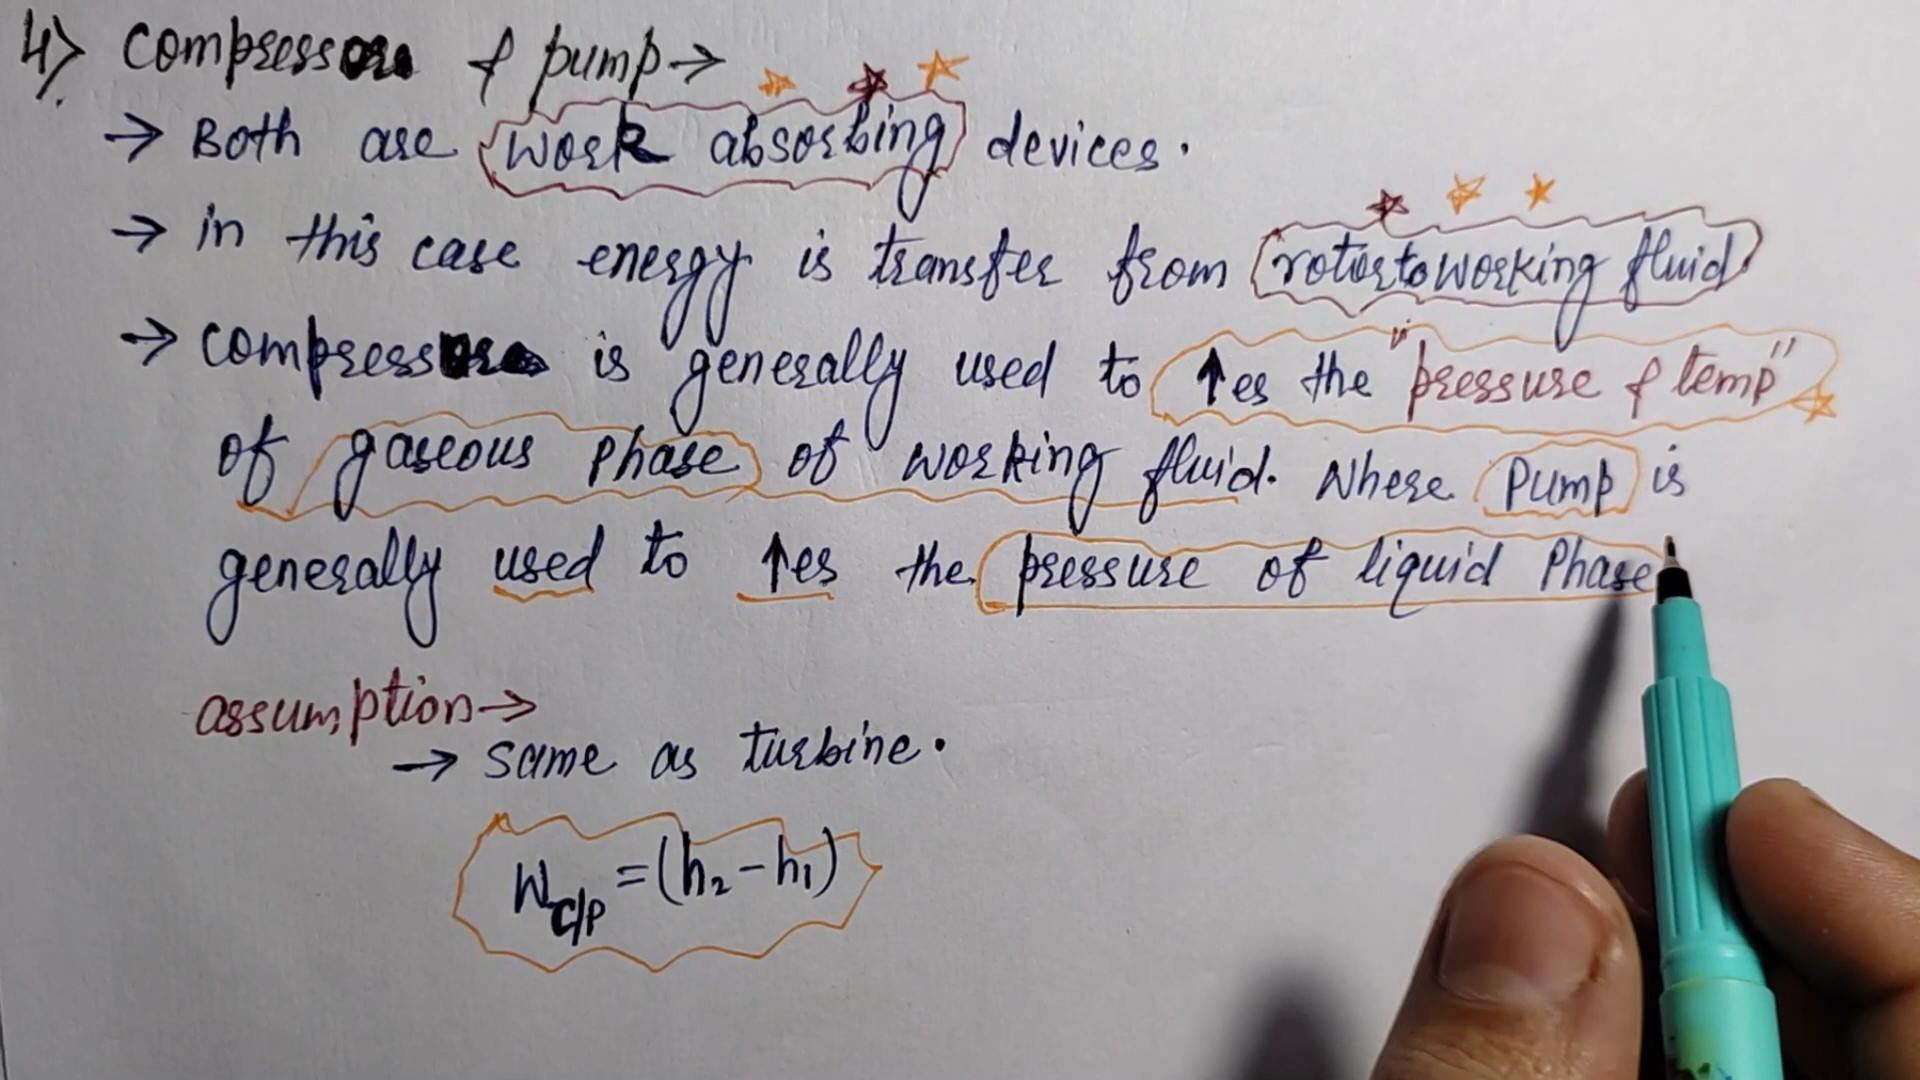 4) Compressor & pump→
→ Both are work absorbing devices.
→ in this case energy is transfer from rotor to working fluid
→ compressor is generally used to ↑es the "pressure & temp"
of gaseous phase of working fluid. Where pump is
generally used to ↑es the pressure of liquid Phase
assumption→
→ same as turbine.
W_C/P = (h₂ - h₁)